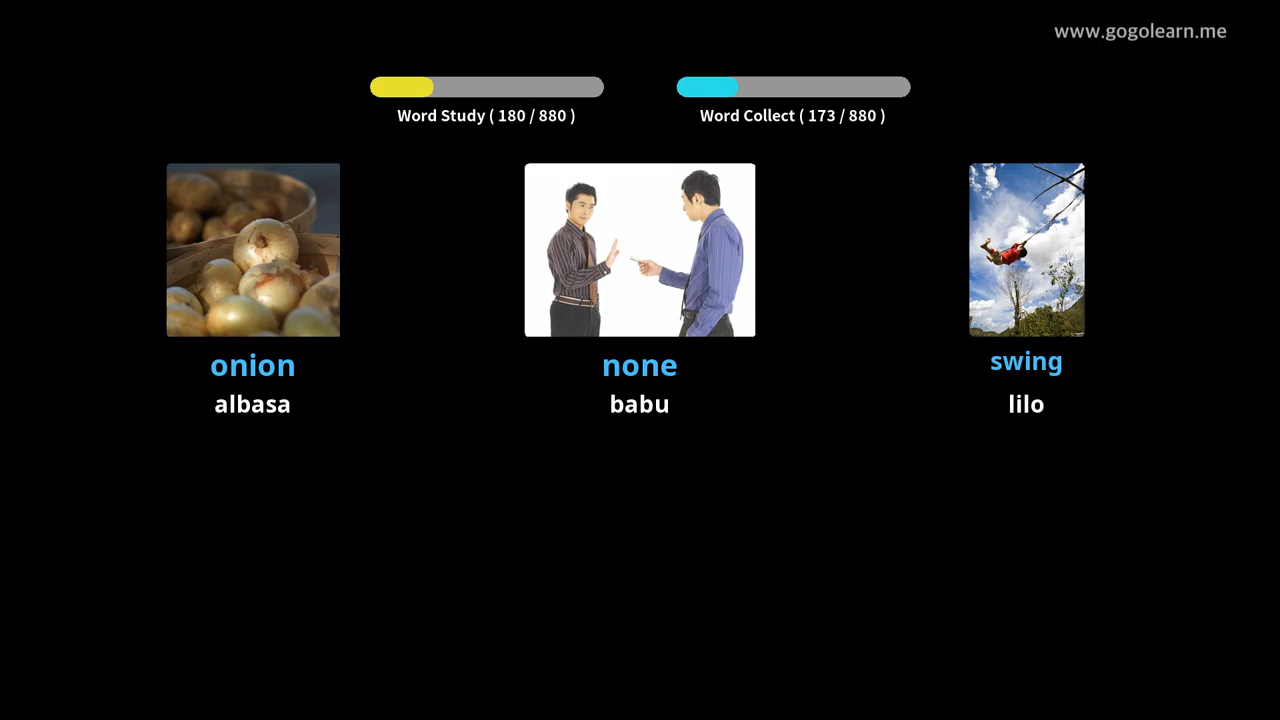 www.gogolearn.me
Word Study ( 180 / 880 )
Word Collect ( 173 / 880 )
onion
none
swing
albasa
babu
lilo